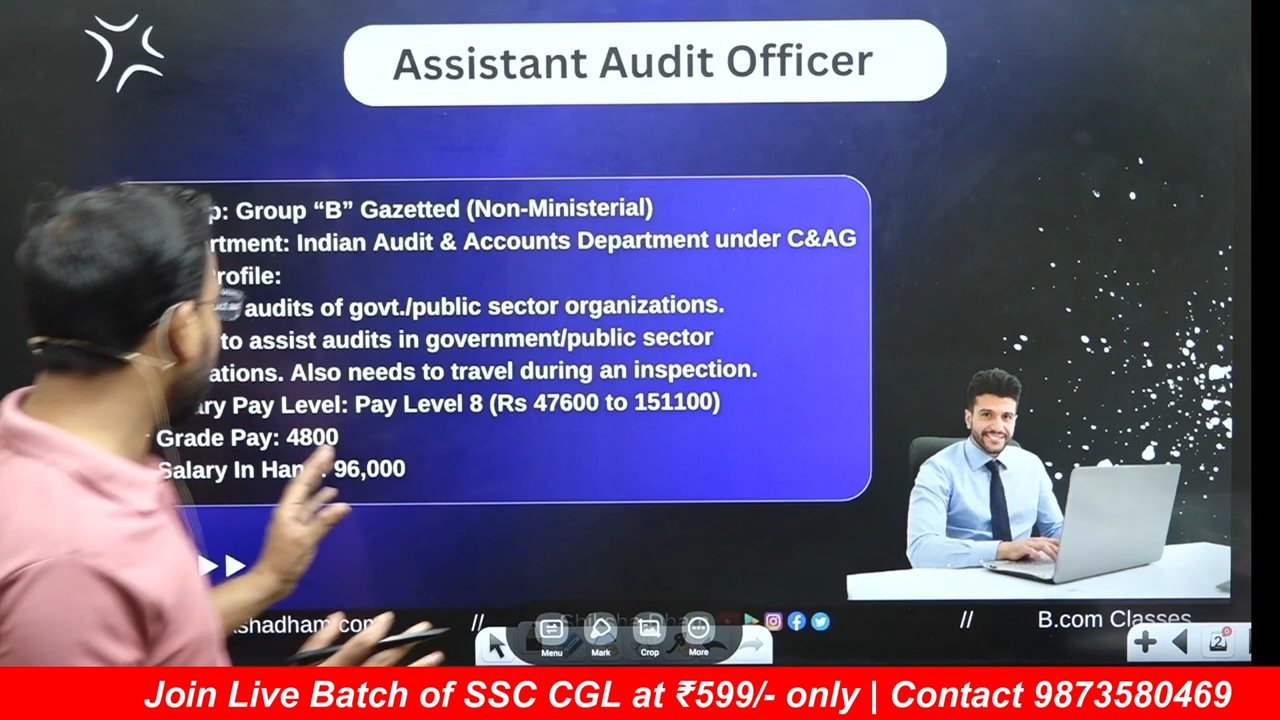 Assistant Audit Officer
p: Group “B” Gazetted (Non-Ministerial)
rtment: Indian Audit & Accounts Department under C&AG
rofile:
audits of govt./public sector organizations.
to assist audits in government/public sector
ations. Also needs to travel during an inspection.
ary Pay Level: Pay Level 8 (Rs 47600 to 151100)
Grade Pay: 4800
Salary In Han : 96,000
shadham.com
//
//
B.com Classes
Menu
Mark
Crop
More
2
Join Live Batch of SSC CGL at ₹599/- only | Contact 9873580469